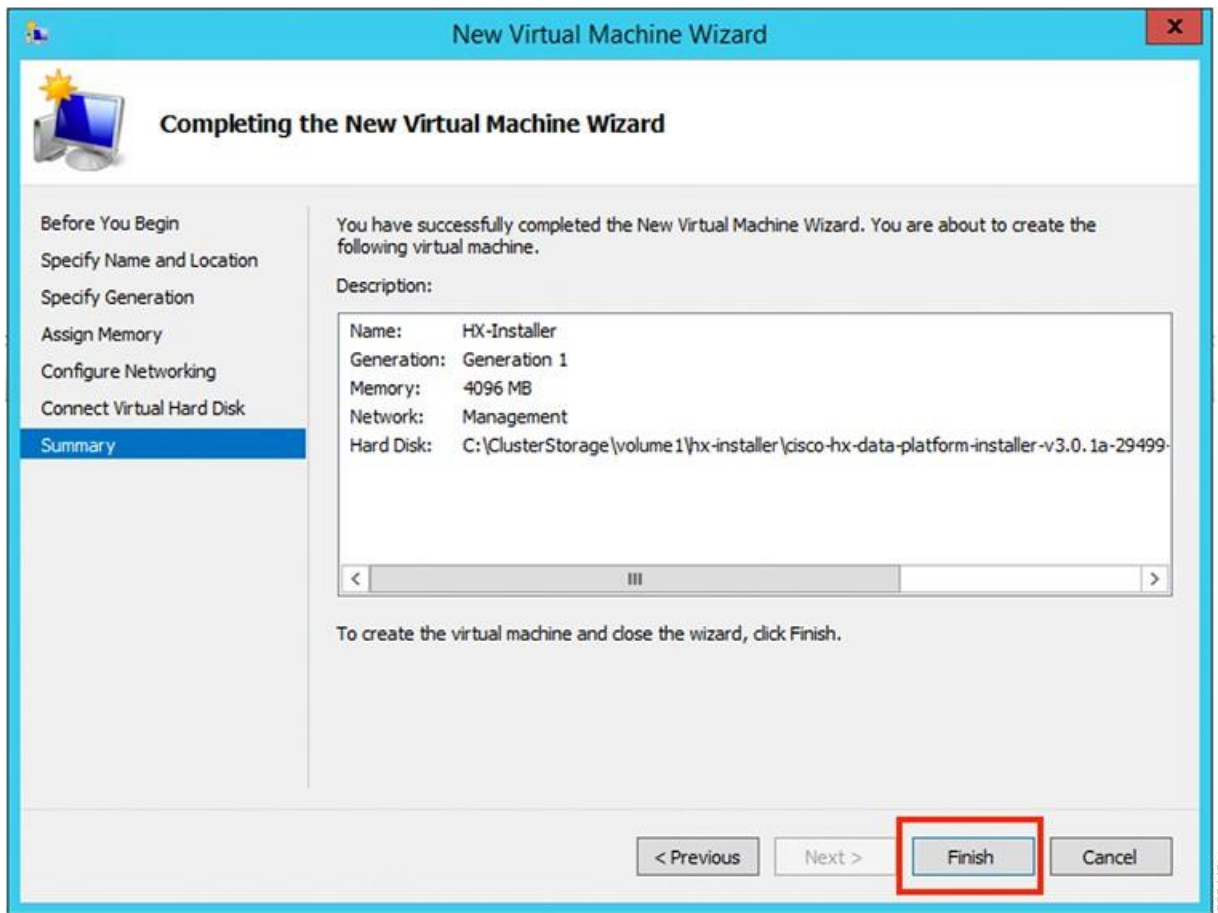 New Virtual Machine Wizard
x
Completing the New Virtual Machine Wizard
Before You Begin
Specify Name and Location
Specify Generation
Assign Memory
Configure Networking
Connect Virtual Hard Disk
Summary
You have successfully completed the New Virtual Machine Wizard. You are about to create the
following virtual machine.
Description:
Name: HX-Installer
Generation: Generation 1
Memory: 4096 MB
Network: Management
Hard Disk: C:\ClusterStorage\volume1\hx-installer\cisco-hx-data-platform-installer-v3.0.1a-29499-
To create the virtual machine and close the wizard, click Finish.
< Previous
Next >
Finish
Cancel